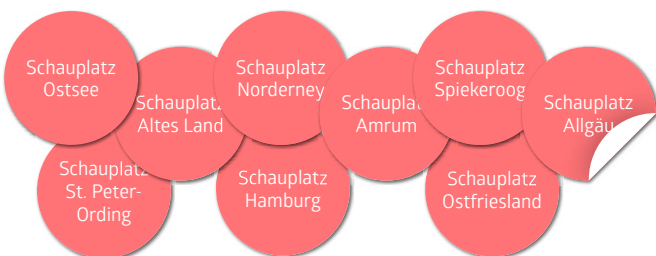 Schauplatz
Ostsee
Schauplatz
Altes Land
Schauplatz
Norderney
Schauplatz
Amrum
Schauplatz
Spiekeroog
Schauplatz
Allgäu
Schauplatz
St. Peter-
Ording
Schauplatz
Hamburg
Schauplatz
Ostfriesland